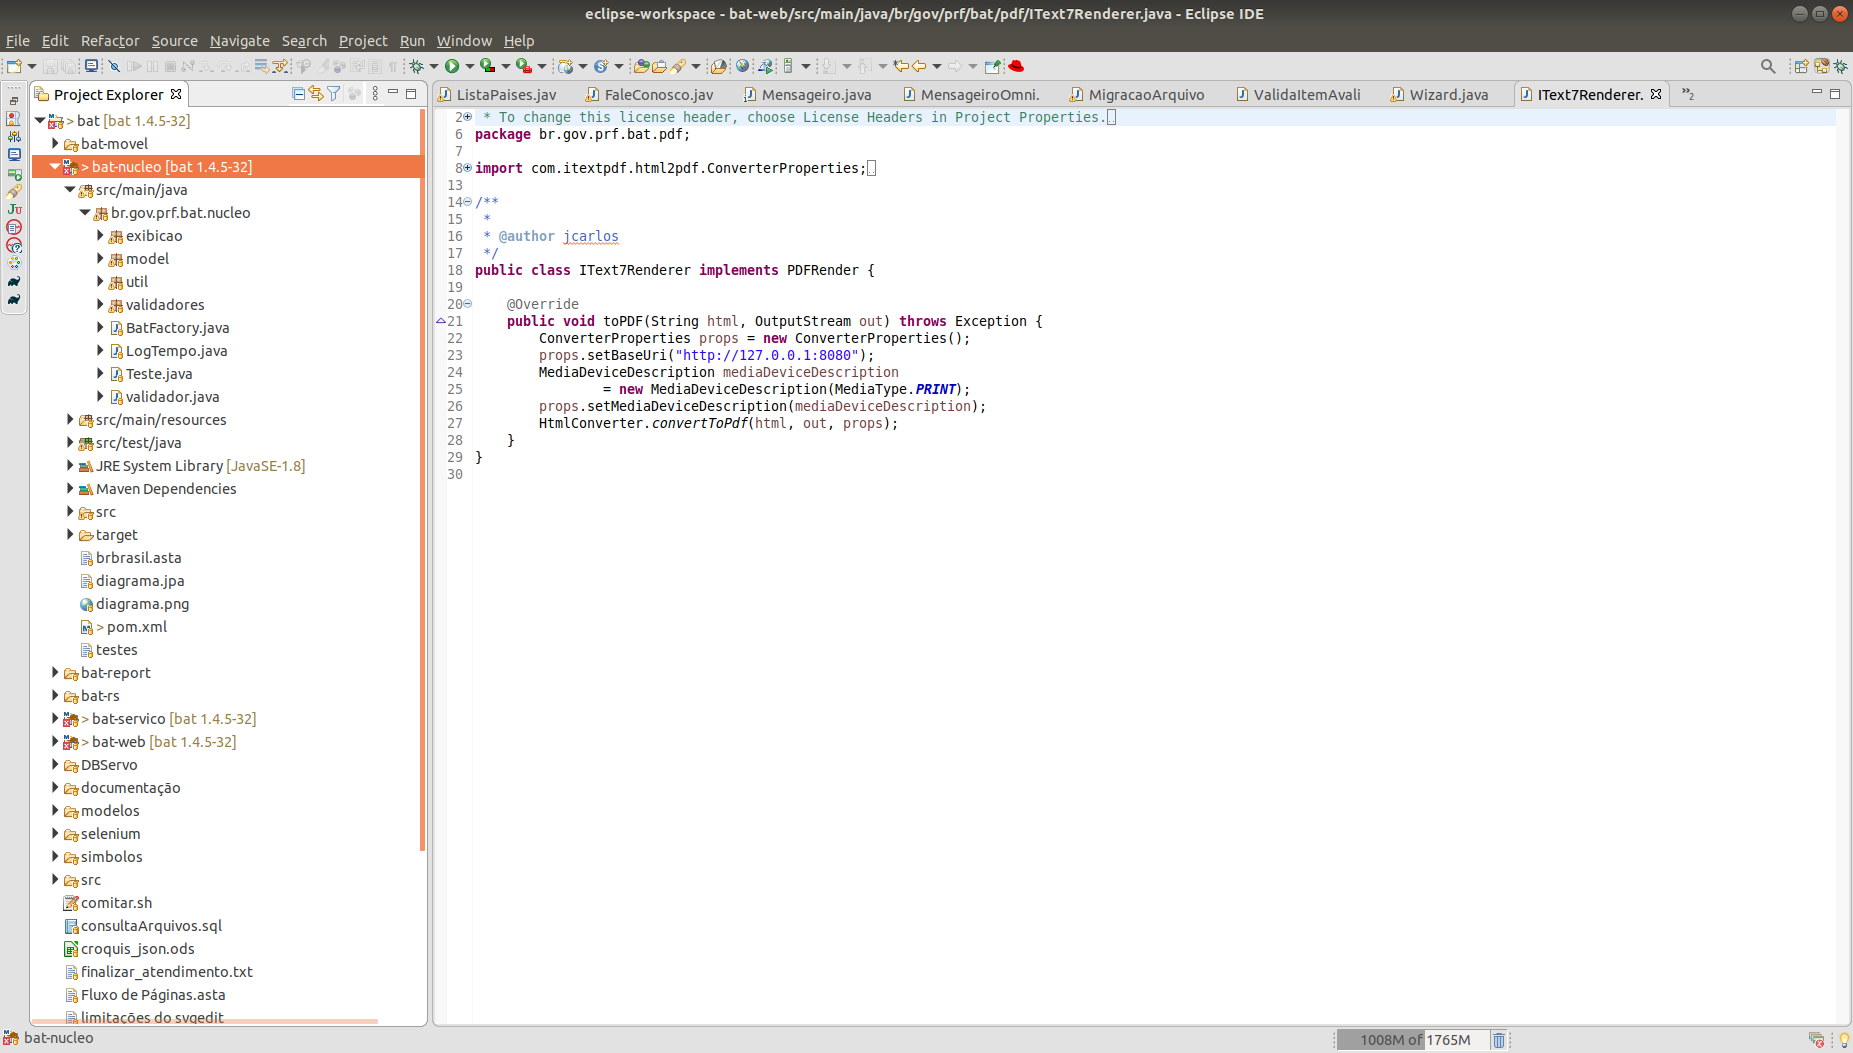 eclipse-workspace - bat-web/src/main/java/br/gov/prf/bat/pdf/IText7Renderer.java - Eclipse IDE
File Edit Refactor Source Navigate Search Project Run Window Help
Project Explorer
> bat [bat 1.4.5-32]
bat-movel
> bat-nucleo [bat 1.4.5-32]
src/main/java
br.gov.prf.bat.nucleo
exibicao
model
util
validadores
BatFactory.java
LogTempo.java
Teste.java
validador.java
src/main/resources
src/test/java
JRE System Library [JavaSE-1.8]
Maven Dependencies
src
target
brbrasil.asta
diagrama.jpa
diagrama.png
> pom.xml
testes
bat-report
bat-rs
> bat-servico [bat 1.4.5-32]
> bat-web [bat 1.4.5-32]
DBServo
documentação
modelos
selenium
simbolos
src
comitar.sh
consultaArquivos.sql
croquis_json.ods
finalizar_atendimento.txt
Fluxo de Páginas.asta
limitações do svgedit
ListaPaises.jav FaleConosco.jav Mensageiro.java MensageiroOmni. MigracaoArquivo ValidaItemAvali Wizard.java IText7Renderer. »2
2 * To change this license header, choose License Headers in Project Properties.
6 package br.gov.prf.bat.pdf;
7
8 import com.itextpdf.html2pdf.ConverterProperties;
13
14 /**
15 *
16 * @author jcarlos
17 */
18 public class IText7Renderer implements PDFRender {
19
20 @Override
21 public void toPDF(String html, OutputStream out) throws Exception {
22 ConverterProperties props = new ConverterProperties();
23 props.setBaseUri("http://127.0.0.1:8080");
24 MediaDeviceDescription mediaDeviceDescription
25 = new MediaDeviceDescription(MediaType.PRINT);
26 props.setMediaDeviceDescription(mediaDeviceDescription);
27 HtmlConverter.convertToPdf(html, out, props);
28 }
29 }
30
bat-nucleo
1008M of 1765M